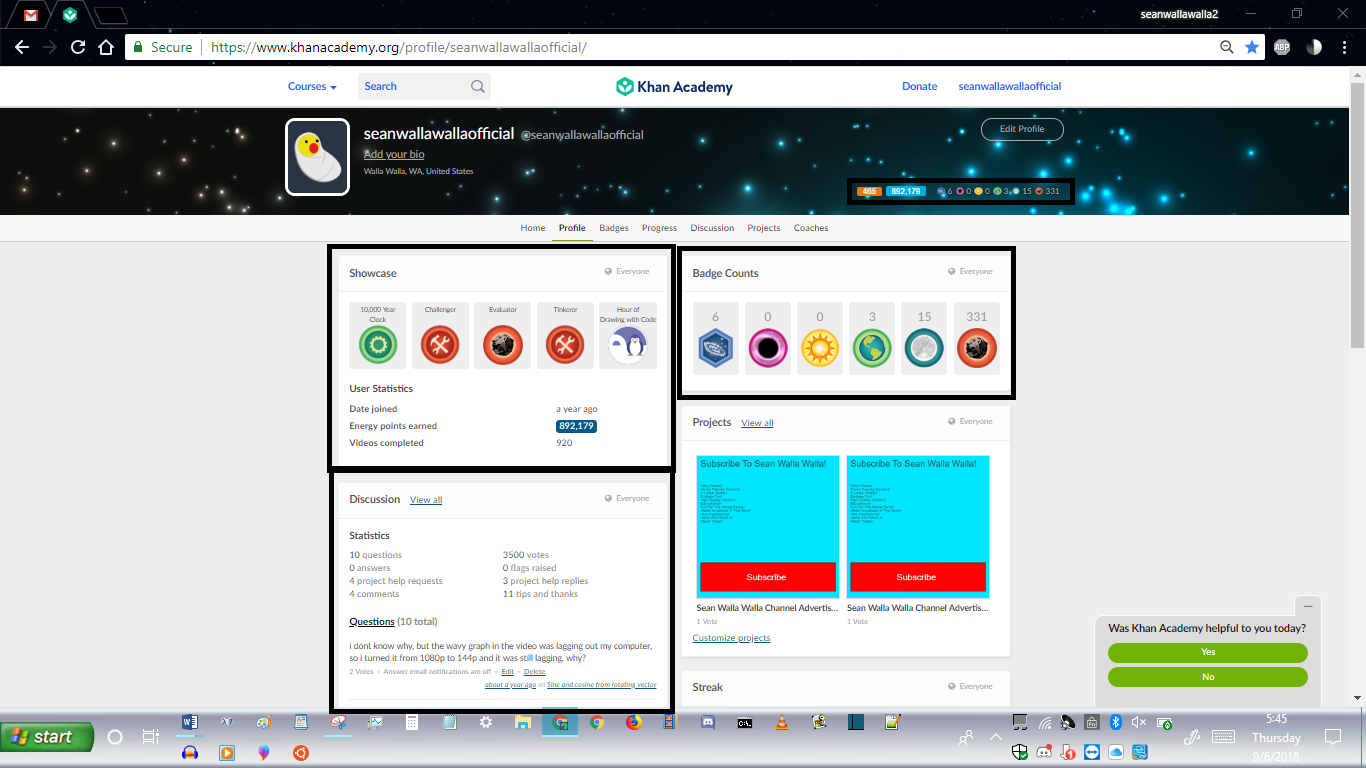 seanwallawalla2
Secure
https://www.khanacademy.org/profile/seanwallawallaofficial/
ABP
Courses
Search
Khan Academy
Donate
seanwallawallaofficial
seanwallawallaofficial @seanwallawallaofficial
Add your bio
Walla Walla, WA, United States
Edit Profile
465 892,179 6 0 0 3 15 331
Home Profile Badges Progress Discussion Projects Coaches
Showcase
Everyone
10,000 Year
Clock
Challenger
Evaluator
Tinkerer
Hour of
Drawing with Code
User Statistics
Date joined a year ago
Energy points earned 892,179
Videos completed 920
Badge Counts
Everyone
6 0 0 3 15 331
Discussion View all
Everyone
Statistics
10 questions 3500 votes
0 answers 0 flags raised
4 project help requests 3 project help replies
4 comments 11 tips and thanks
Questions (10 total)
i dont know why, but the wavy graph in the video was lagging out my computer,
so i turned it from 1080p to 144p and it was still lagging, why?
2 Votes • Answer email notifications are off • Edit • Delete
about a year ago on Sine and cosine from rotating vector
Projects View all
Everyone
Subscribe To Sean Walla Walla!
Subscribe
Sean Walla Walla Channel Advertis...
1 Vote
Subscribe To Sean Walla Walla!
Subscribe
Sean Walla Walla Channel Advertis...
1 Vote
Customize projects
Streak
Everyone
Was Khan Academy helpful to you today?
Yes
No
start
5:45
Thursday
9/6/2018